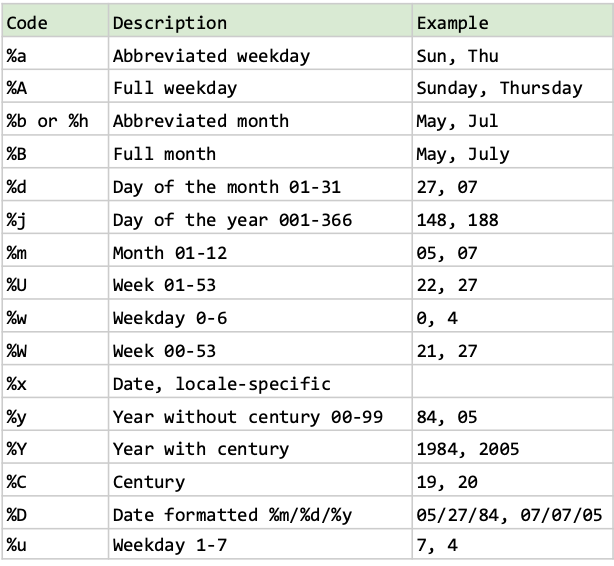 Code Description Example
%a Abbreviated weekday Sun, Thu
%A Full weekday Sunday, Thursday
%b or %h Abbreviated month May, Jul
%B Full month May, July
%d Day of the month 01-31 27, 07
%j Day of the year 001-366 148, 188
%m Month 01-12 05, 07
%U Week 01-53 22, 27
%w Weekday 0-6 0, 4
%W Week 00-53 21, 27
%x Date, locale-specific
%y Year without century 00-99 84, 05
%Y Year with century 1984, 2005
%C Century 19, 20
%D Date formatted %m/%d/%y 05/27/84, 07/07/05
%u Weekday 1-7 7, 4